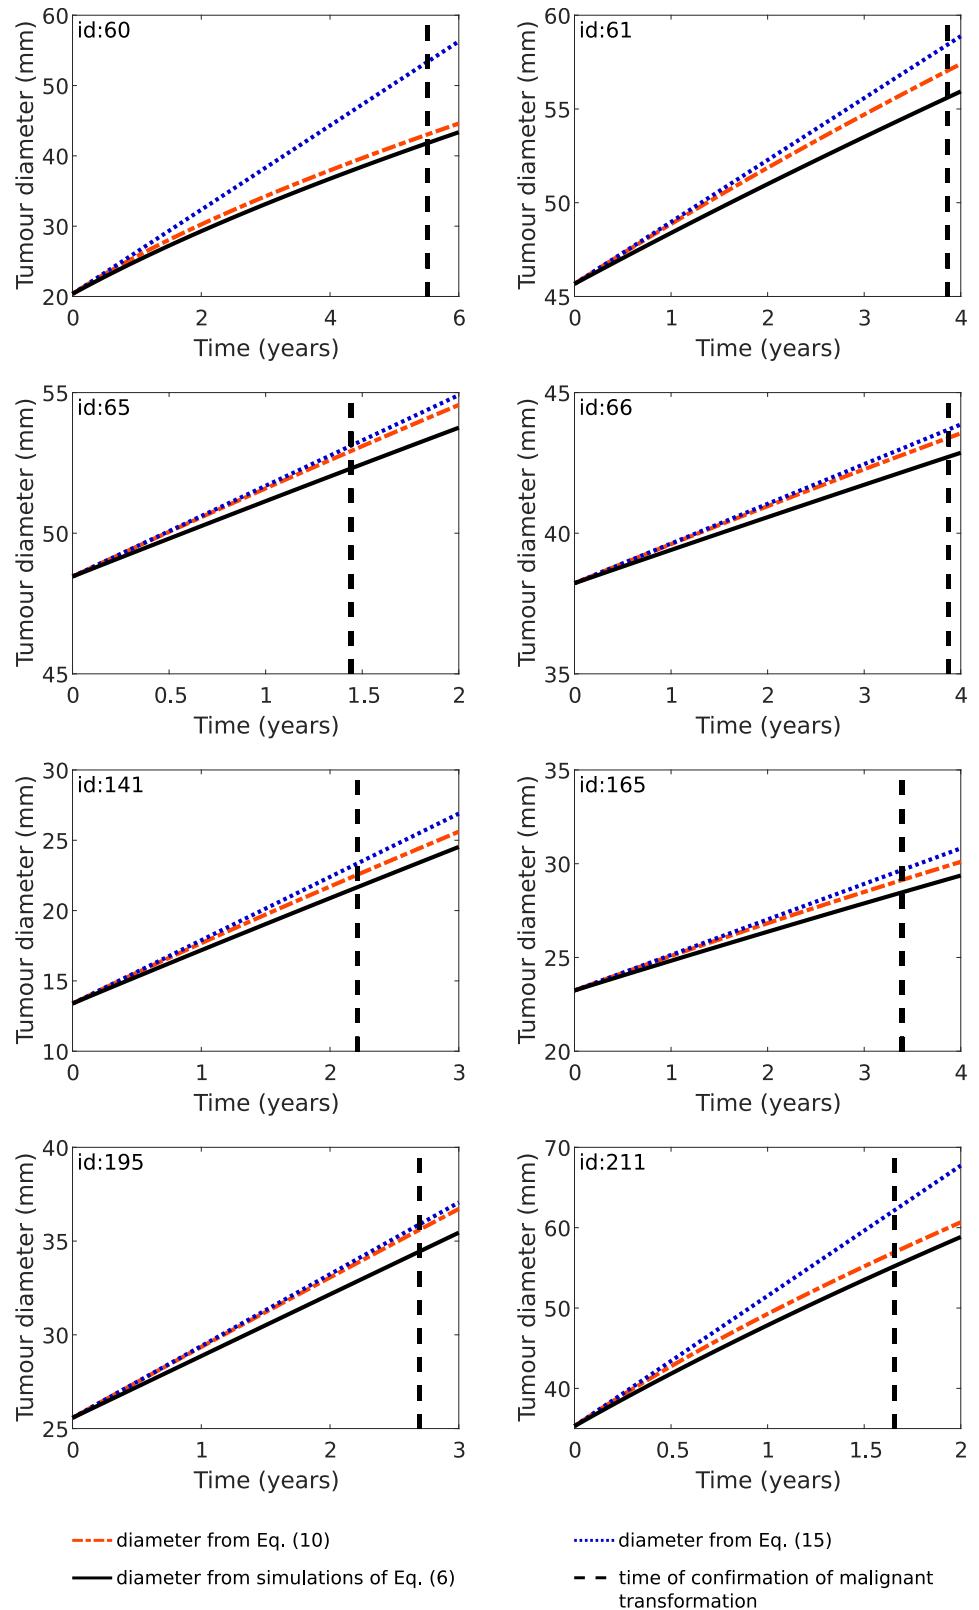 id:60
Tumour diameter (mm)
60
50
40
30
20
0 2 4 6
Time (years)
id:61
Tumour diameter (mm)
60
55
50
45
0 1 2 3 4
Time (years)
id:65
Tumour diameter (mm)
55
50
45
0 0.5 1 1.5 2
Time (years)
id:66
Tumour diameter (mm)
45
40
35
0 1 2 3 4
Time (years)
id:141
Tumour diameter (mm)
30
25
20
15
10
0 1 2 3
Time (years)
id:165
Tumour diameter (mm)
35
30
25
20
0 1 2 3 4
Time (years)
id:195
Tumour diameter (mm)
40
35
30
25
0 1 2 3
Time (years)
id:211
Tumour diameter (mm)
70
60
50
40
0 0.5 1 1.5 2
Time (years)
diameter from Eq. (10)
diameter from Eq. (15)
diameter from simulations of Eq. (6)
time of confirmation of malignant
transformation